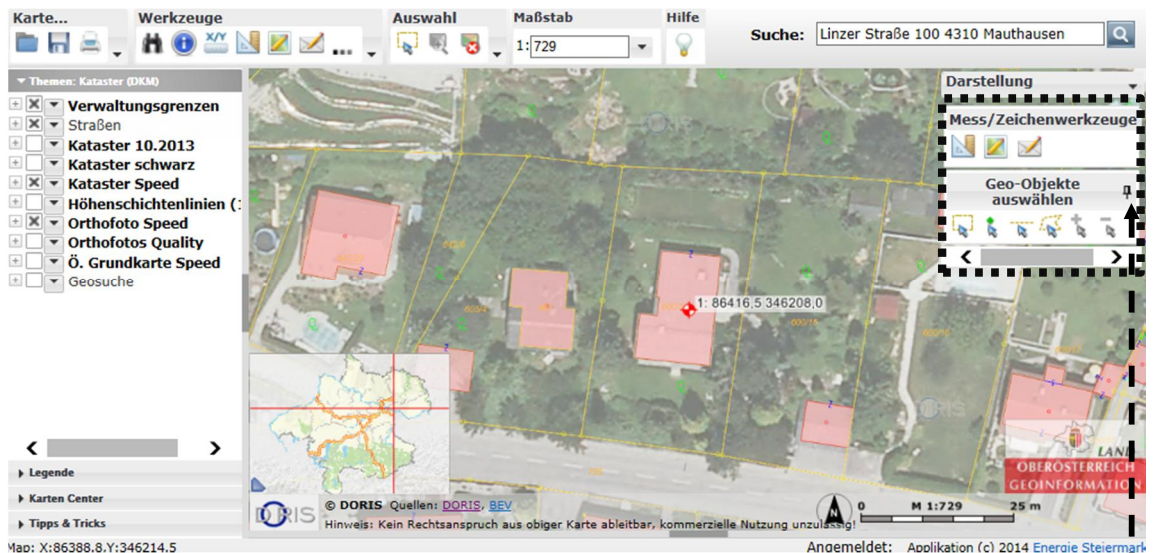 Karte... Werkzeuge Auswahl Maßstab Hilfe
X/Y ... 1: 729 Suche: Linzer Straße 100 4310 Mauthausen
Themen: Kataster (DKM)
Verwaltungsgrenzen
Straßen
Kataster 10.2013
Kataster schwarz
Kataster Speed
Höhenschichtenlinien (:
Orthofoto Speed
Orthofotos Quality
Ö. Grundkarte Speed
Geosuche
Darstellung
Mess/Zeichenwerkzeuge
Geo-Objekte
auswählen
1: 86416,5 346208,0
Legende
Karten Center
Tipps & Tricks
DORIS
LAND
OBERÖSTERREICH
GEOINFORMATION
DORIS
© DORIS Quellen: DORIS, BEV
Hinweis: Kein Rechtsanspruch aus obiger Karte ableitbar, kommerzielle Nutzung unzulässig!
N
0 M 1:729 25 m
Map: X:86388.8,Y:346214.5
Angemeldet: Applikation (c) 2014 Energie Steiermark